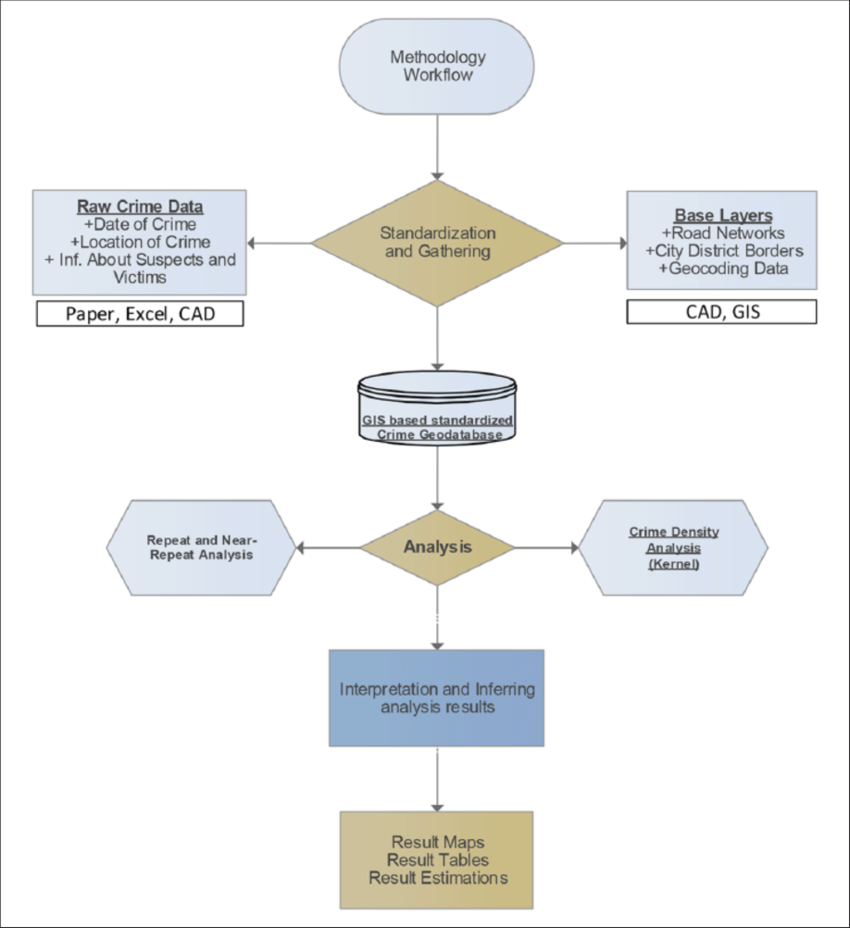 Methodology
Workflow
Raw Crime Data
+Date of Crime
+Location of Crime
+ Inf. About Suspects and
Victims
Paper, Excel, CAD
Standardization
and Gathering
Base Layers
+Road Networks
+City District Borders
+Geocoding Data
CAD, GIS
GIS based standardized
Crime Geodatabase
Repeat and Near-
Repeat Analysis
Analysis
Crime Density
Analysis
(Kernel)
Interpretation and Inferring
analysis results
Result Maps
Result Tables
Result Estimations